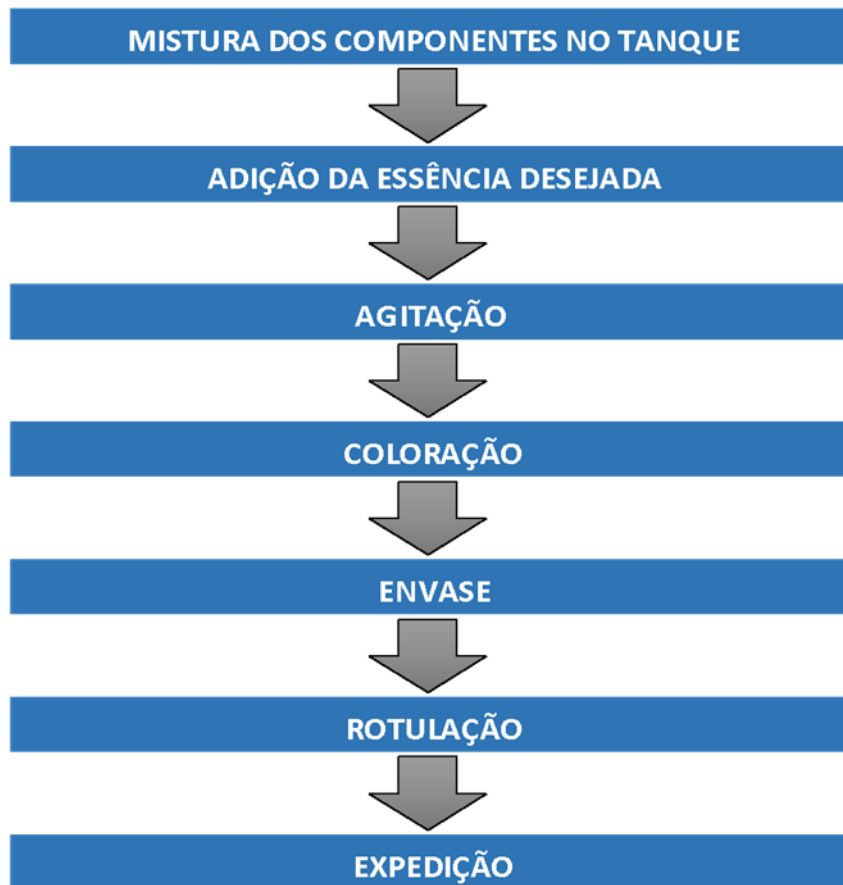 MISTURA DOS COMPONENTES NO TANQUE
ADIÇÃO DA ESSÊNCIA DESEJADA
AGITAÇÃO
COLORAÇÃO
ENVASE
ROTULAÇÃO
EXPEDIÇÃO